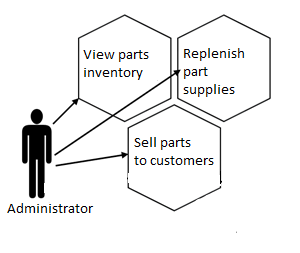 View parts
inventory
Replenish
part
supplies
Sell parts
to customers
Administrator